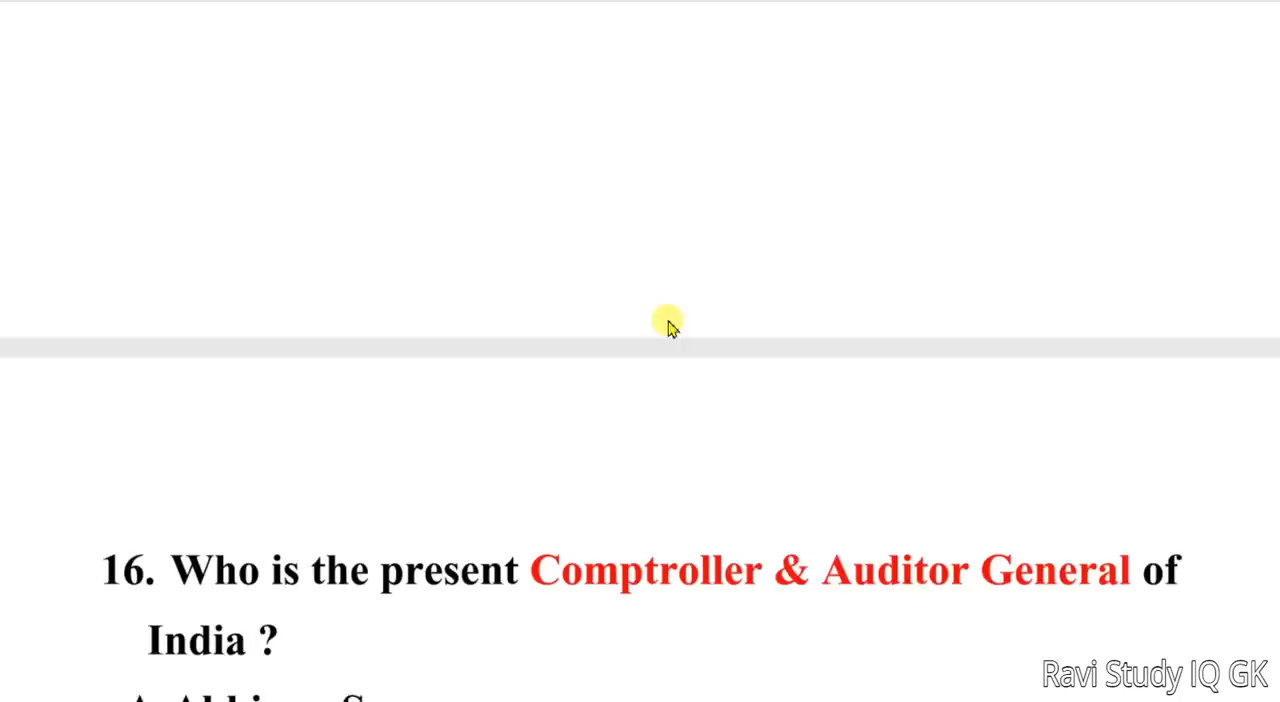 16. Who is the present Comptroller & Auditor General of
India ?
Ravi Study IQ GK